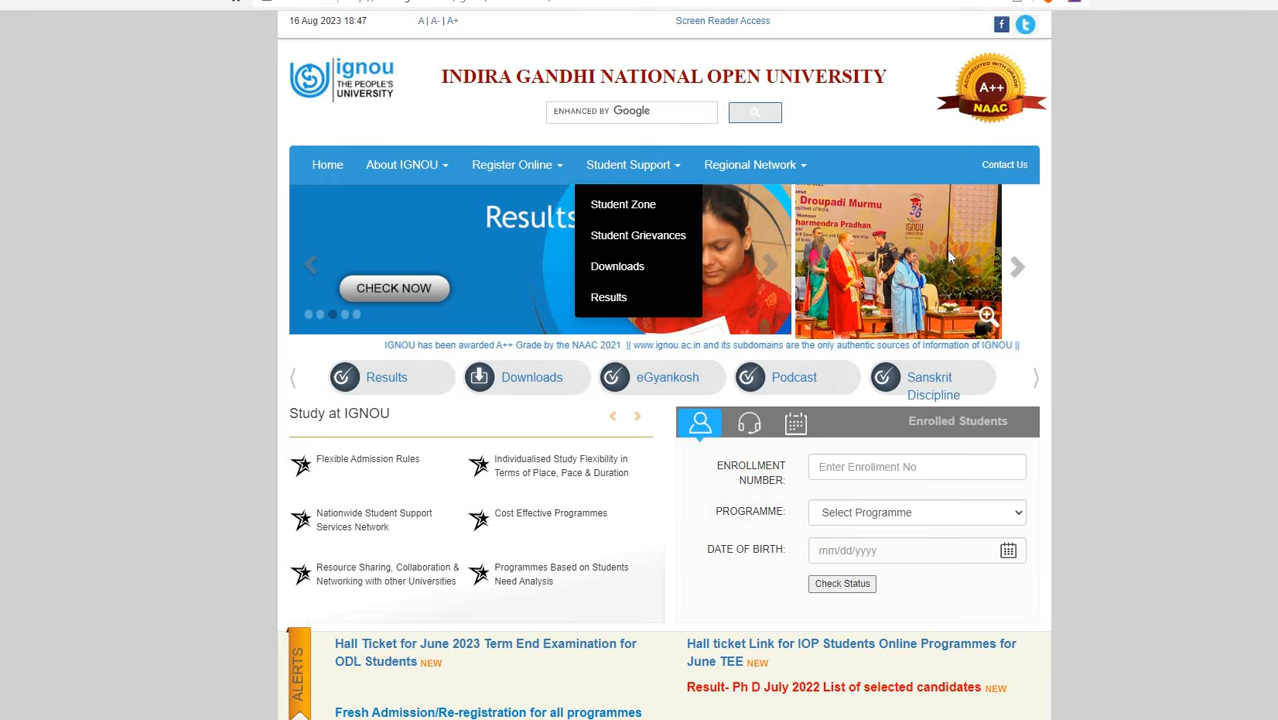 16 Aug 2023 18:47
A | A- | A+
Screen Reader Access
ignou
THE PEOPLE'S
UNIVERSITY
INDIRA GANDHI NATIONAL OPEN UNIVERSITY
ACCREDITED WITH GRADE
A++
NAAC
ENHANCED BY Google
Home
About IGNOU
Register Online
Student Support
Regional Network
Contact Us
Student Zone
Student Grievances
Downloads
Results
Results
CHECK NOW
Droupadi Murmu
harmendra Pradhan
IGNOU has been awarded A++ Grade by the NAAC 2021 || www.ignou.ac.in and its subdomains are the only authentic sources of Information of IGNOU ||
Results
Downloads
eGyankosh
Podcast
Sanskrit
Discipline
Study at IGNOU
Flexible Admission Rules
Individualised Study Flexibility in
Terms of Place, Pace & Duration
Nationwide Student Support
Services Network
Cost Effective Programmes
Resource Sharing, Collaboration &
Networking with other Universities
Programmes Based on Students
Need Analysis
Enrolled Students
ENROLLMENT
NUMBER:
Enter Enrollment No
PROGRAMME:
Select Programme
DATE OF BIRTH:
mm/dd/yyyy
Check Status
ALERTS
Hall Ticket for June 2023 Term End Examination for
ODL Students NEW
Fresh Admission/Re-registration for all programmes
Hall ticket Link for IOP Students Online Programmes for
June TEE NEW
Result- Ph D July 2022 List of selected candidates NEW